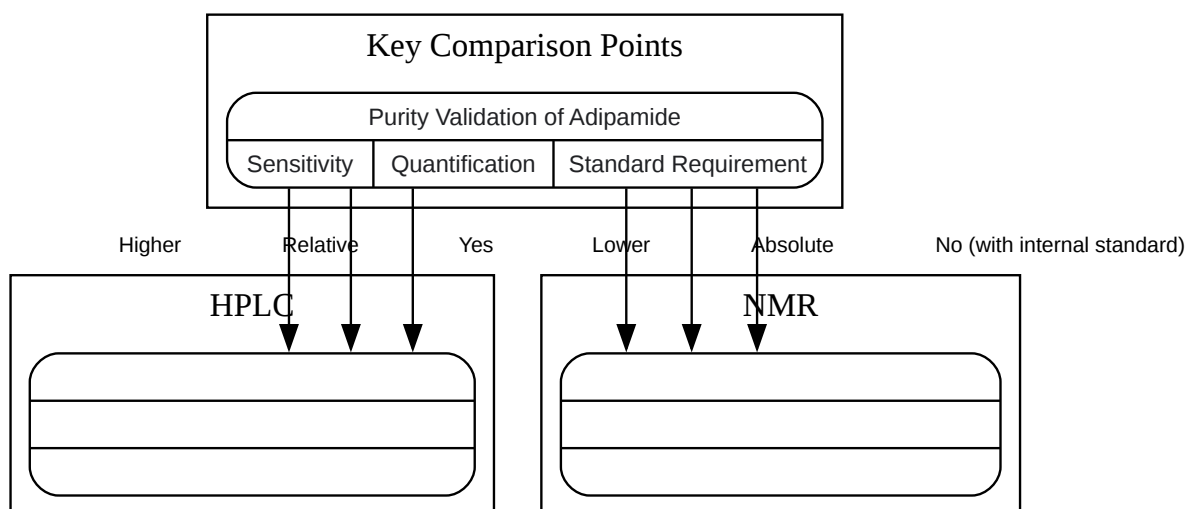 Key Comparison Points
Purity Validation of Adipamide
Sensitivity Quantification Standard Requirement
Higher Relative Yes Lower Absolute No (with internal standard)
HPLC NMR